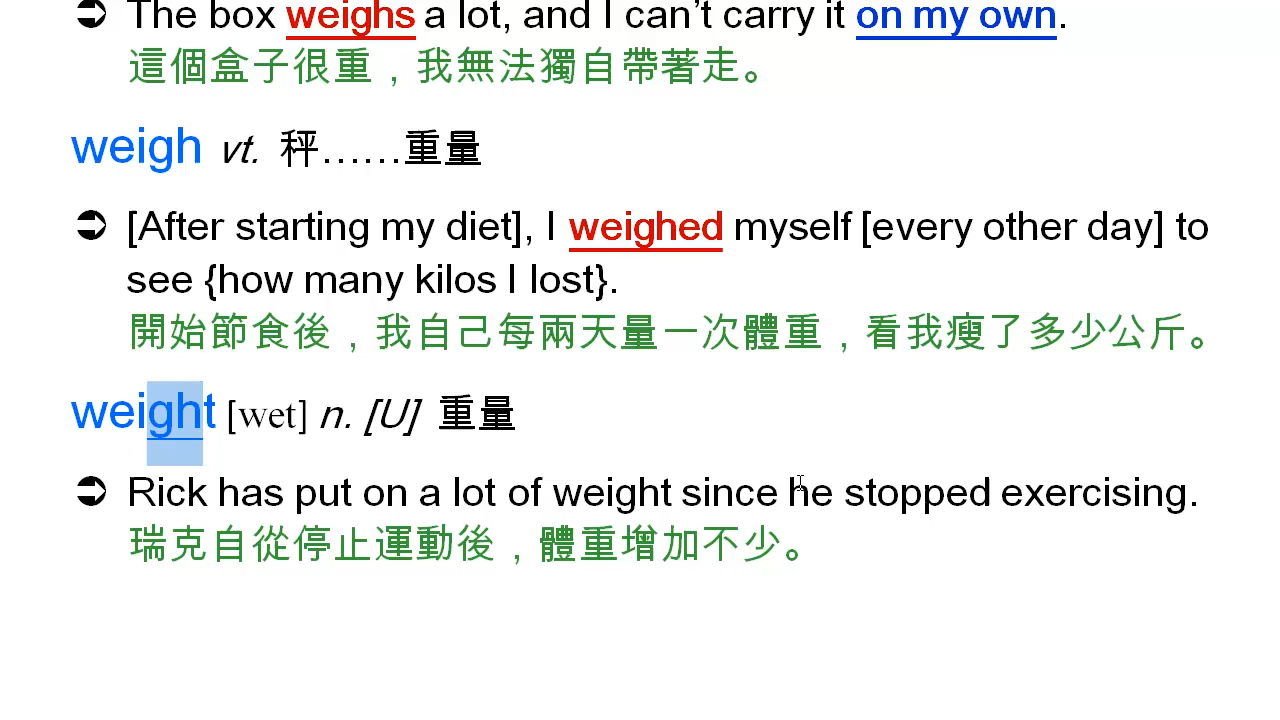 ➲ The box weighs a lot, and I can’t carry it on my own.
這個盒子很重，我無法獨自帶著走。
weigh vt. 秤……重量
➲ [After starting my diet], I weighed myself [every other day] to
see {how many kilos I lost}.
開始節食後，我自己每兩天量一次體重，看我瘦了多少公斤。
weight [wet] n. [U] 重量
➲ Rick has put on a lot of weight since he stopped exercising.
瑞克自從停止運動後，體重增加不少。